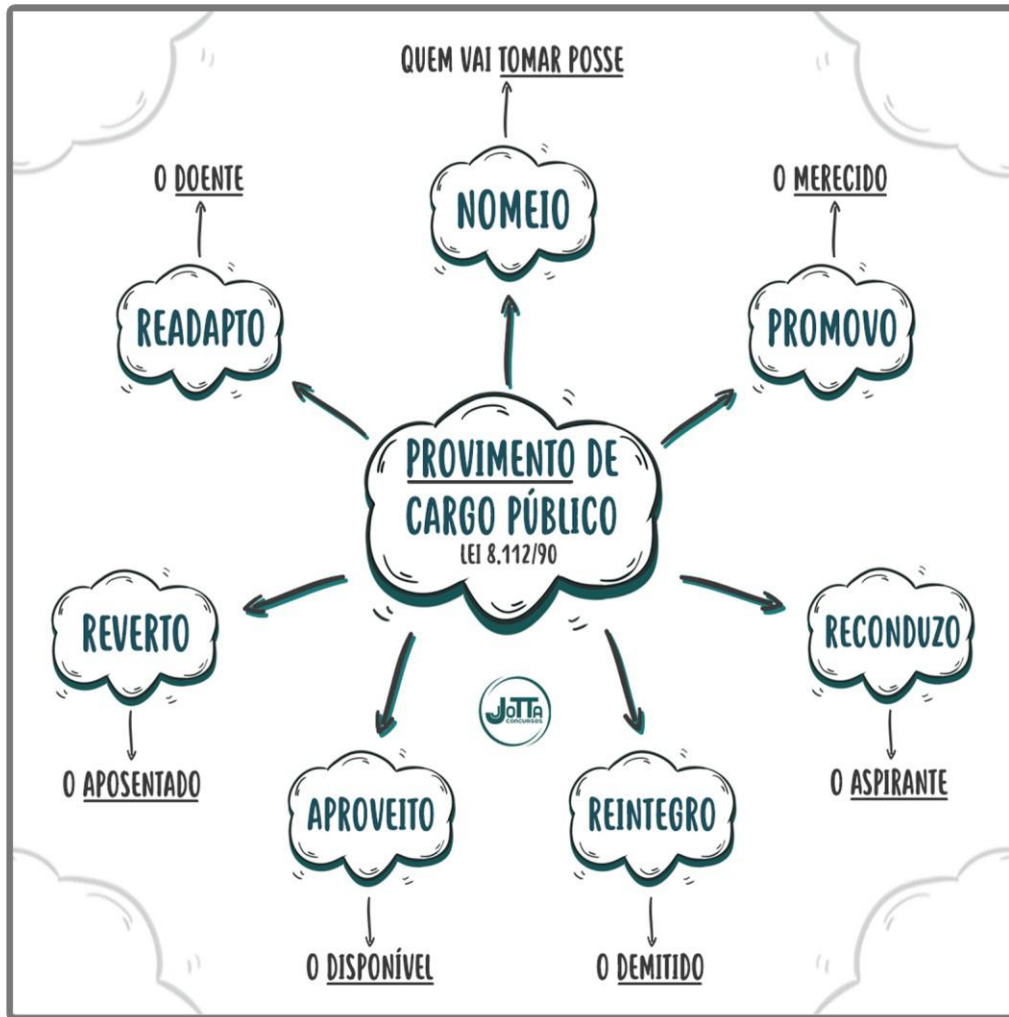 QUEM VAI TOMAR POSSE
NOMEIO
O DOENTE
READAPTO
O MERECIDO
PROMOVO
PROVIMENTO DE
CARGO PÚBLICO
LEI 8.112/90
REVERTO
O APOSENTADO
RECONDUZO
O ASPIRANTE
JOTTA
CONCURSOS
APROVEITO
O DISPONÍVEL
REINTEGRO
O DEMITIDO